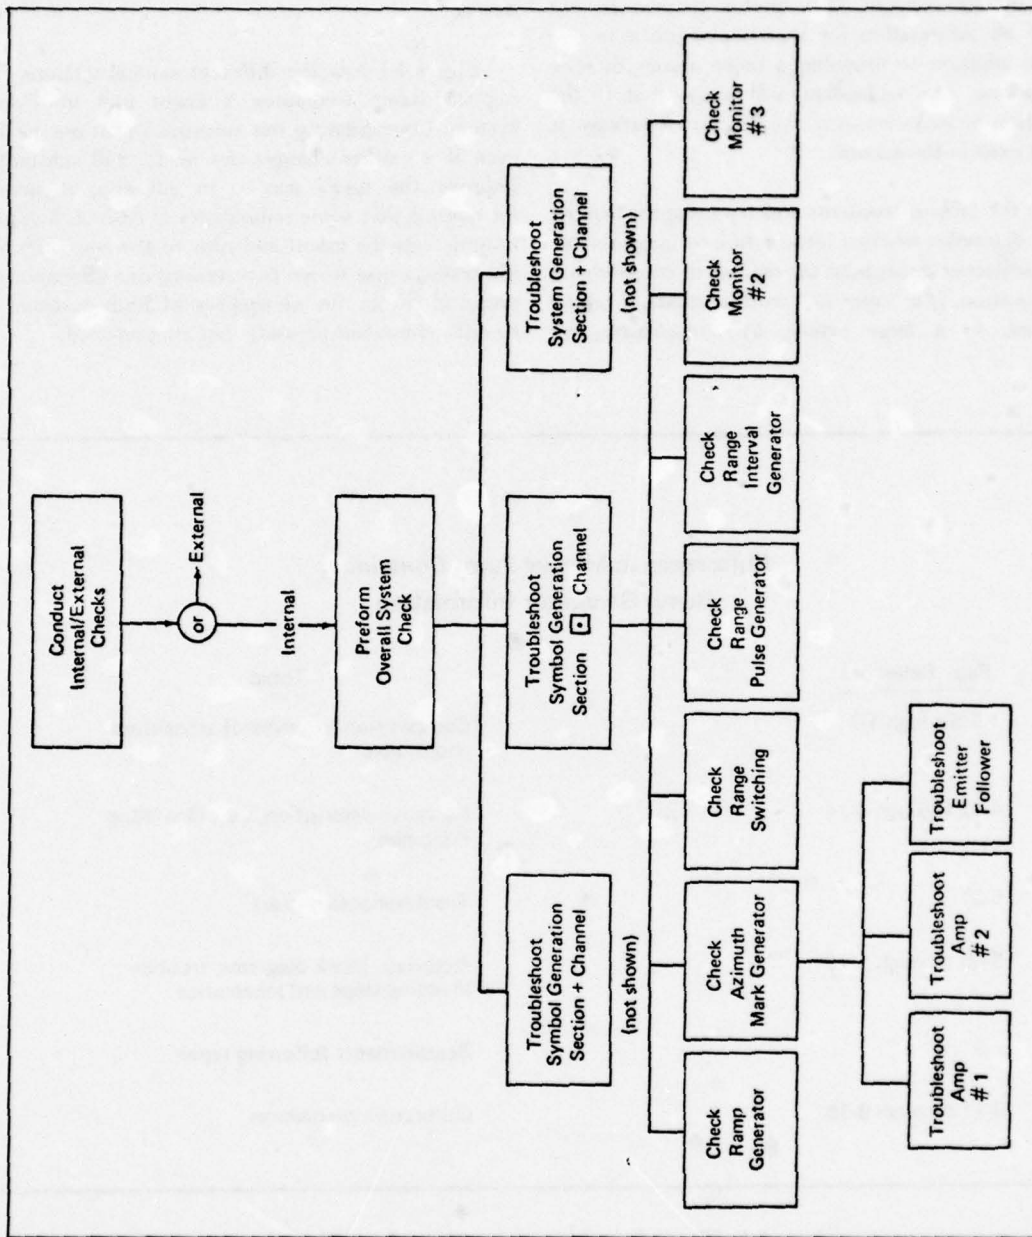 Conduct
Internal/External
Checks
or
External
Internal
Preform
Overall System
Check
Troubleshoot
Symbol Generation
Section + Channel
Troubleshoot
Symbol Generation
Section ⊡ Channel
Troubleshoot
System Generation
Section + Channel
(not shown)
(not shown)
Check
Ramp
Generator
Check
Azimuth
Mark Generator
Check
Range
Switching
Check
Range
Pulse Generator
Check
Range
Interval
Generator
Check
Monitor
#2
Check
Monitor
#3
Troubleshoot
Amp
#1
Troubleshoot
Amp
#2
Troubleshoot
Emitter
Follower